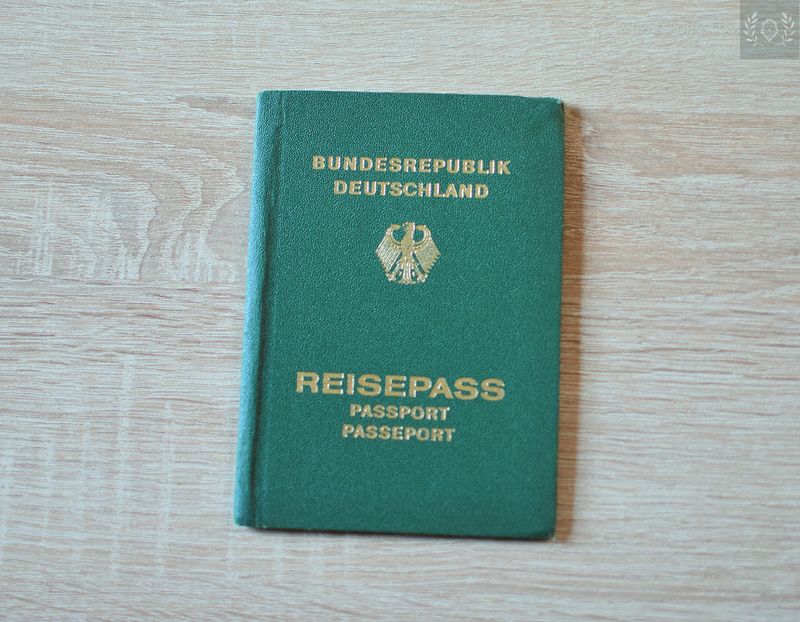 BUNDESREPUBLIK
DEUTSCHLAND
REISEPASS
PASSPORT
PASSEPORT